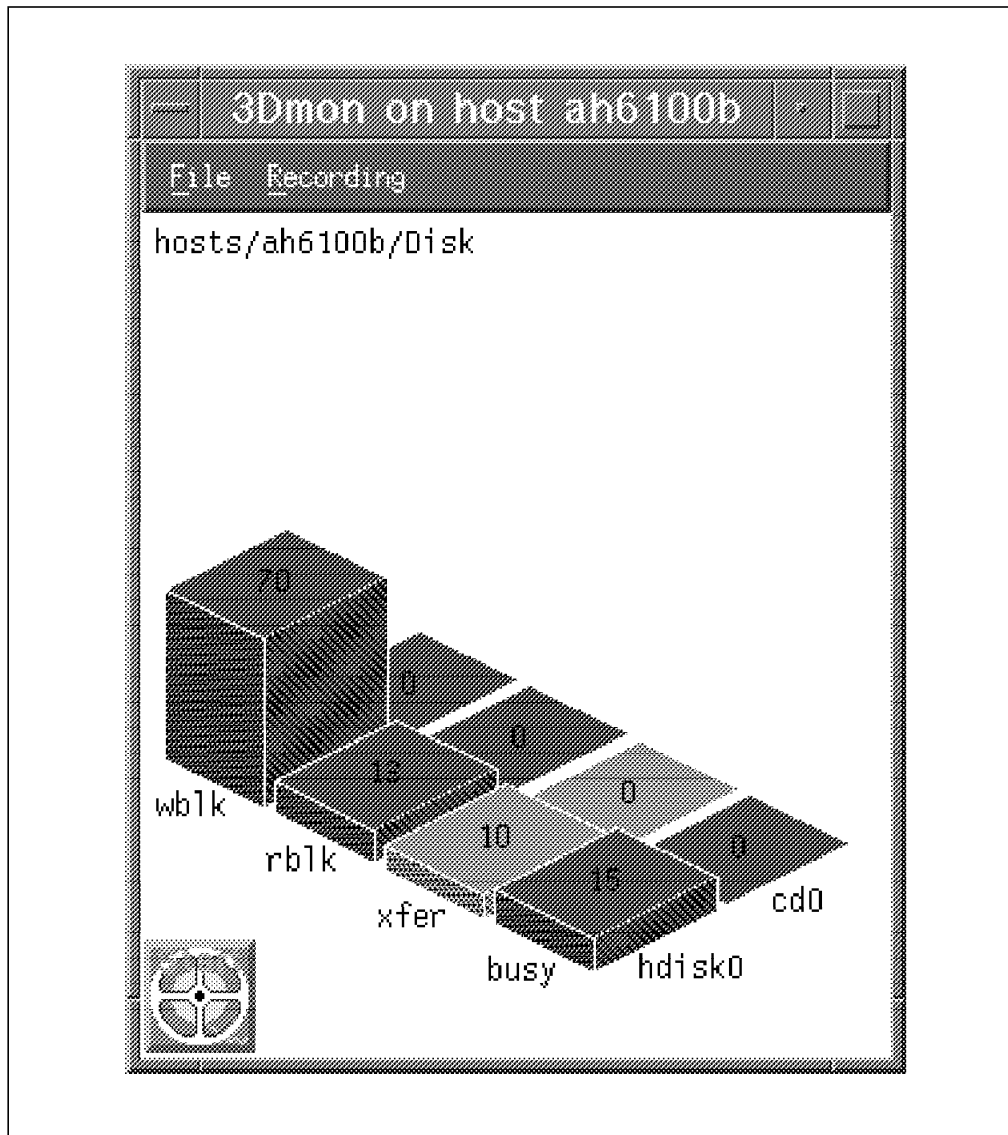 3Dmon on host ah6100b
File Recording
hosts/ah6100b/Disk
70
0
13
0
10
0
15
0
wblk
rblk
xfer
busy
hdisk0
cd0